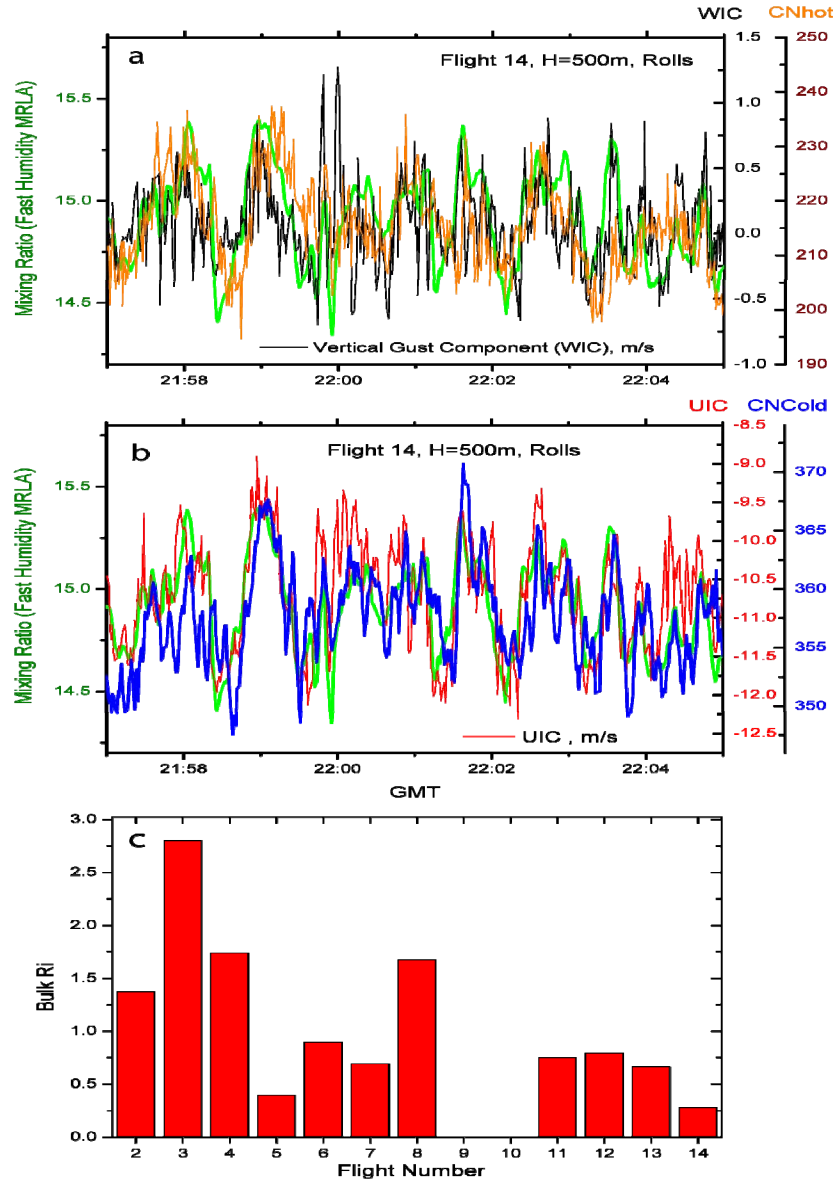 WIC CNhot
a
Flight 14, H=500m, Rolls
Mixing Ratio (Fast Humidity MRLA)
15.5
15.0
14.5
1.5
1.0
0.5
0.0
-0.5
-1.0
250
240
230
220
210
200
190
Vertical Gust Component (WIC), m/s
21:58 22:00 22:02 22:04
UIC CNCold
b
Flight 14, H=500m, Rolls
Mixing Ratio (Fast Humidity MRLA)
15.5
15.0
14.5
-8.5
-9.0
-9.5
-10.0
-10.5
-11.0
-11.5
-12.0
-12.5
370
365
360
355
350
UIC , m/s
21:58 22:00 22:02 22:04
GMT
c
Bulk Ri
3.0
2.5
2.0
1.5
1.0
0.5
0.0
2 3 4 5 6 7 8 9 10 11 12 13 14
Flight Number